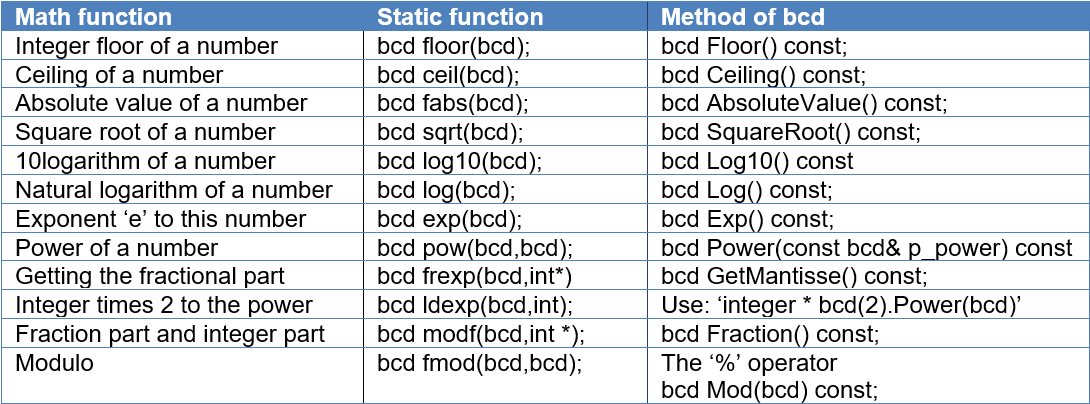 Math function Static function Method of bcd
Integer floor of a number bcd floor(bcd); bcd Floor() const;
Ceiling of a number bcd ceil(bcd); bcd Ceiling() const;
Absolute value of a number bcd fabs(bcd); bcd AbsoluteValue() const;
Square root of a number bcd sqrt(bcd); bcd SquareRoot() const;
10logarithm of a number bcd log10(bcd); bcd Log10() const
Natural logarithm of a number bcd log(bcd); bcd Log() const;
Exponent ‘e’ to this number bcd exp(bcd); bcd Exp() const;
Power of a number bcd pow(bcd,bcd); bcd Power(const bcd& p_power) const
Getting the fractional part bcd frexp(bcd,int*) bcd GetMantisse() const;
Integer times 2 to the power bcd ldexp(bcd,int); Use: ‘integer * bcd(2).Power(bcd)’
Fraction part and integer part bcd modf(bcd,int *); bcd Fraction() const;
Modulo bcd fmod(bcd,bcd); The ‘%’ operator
bcd Mod(bcd) const;